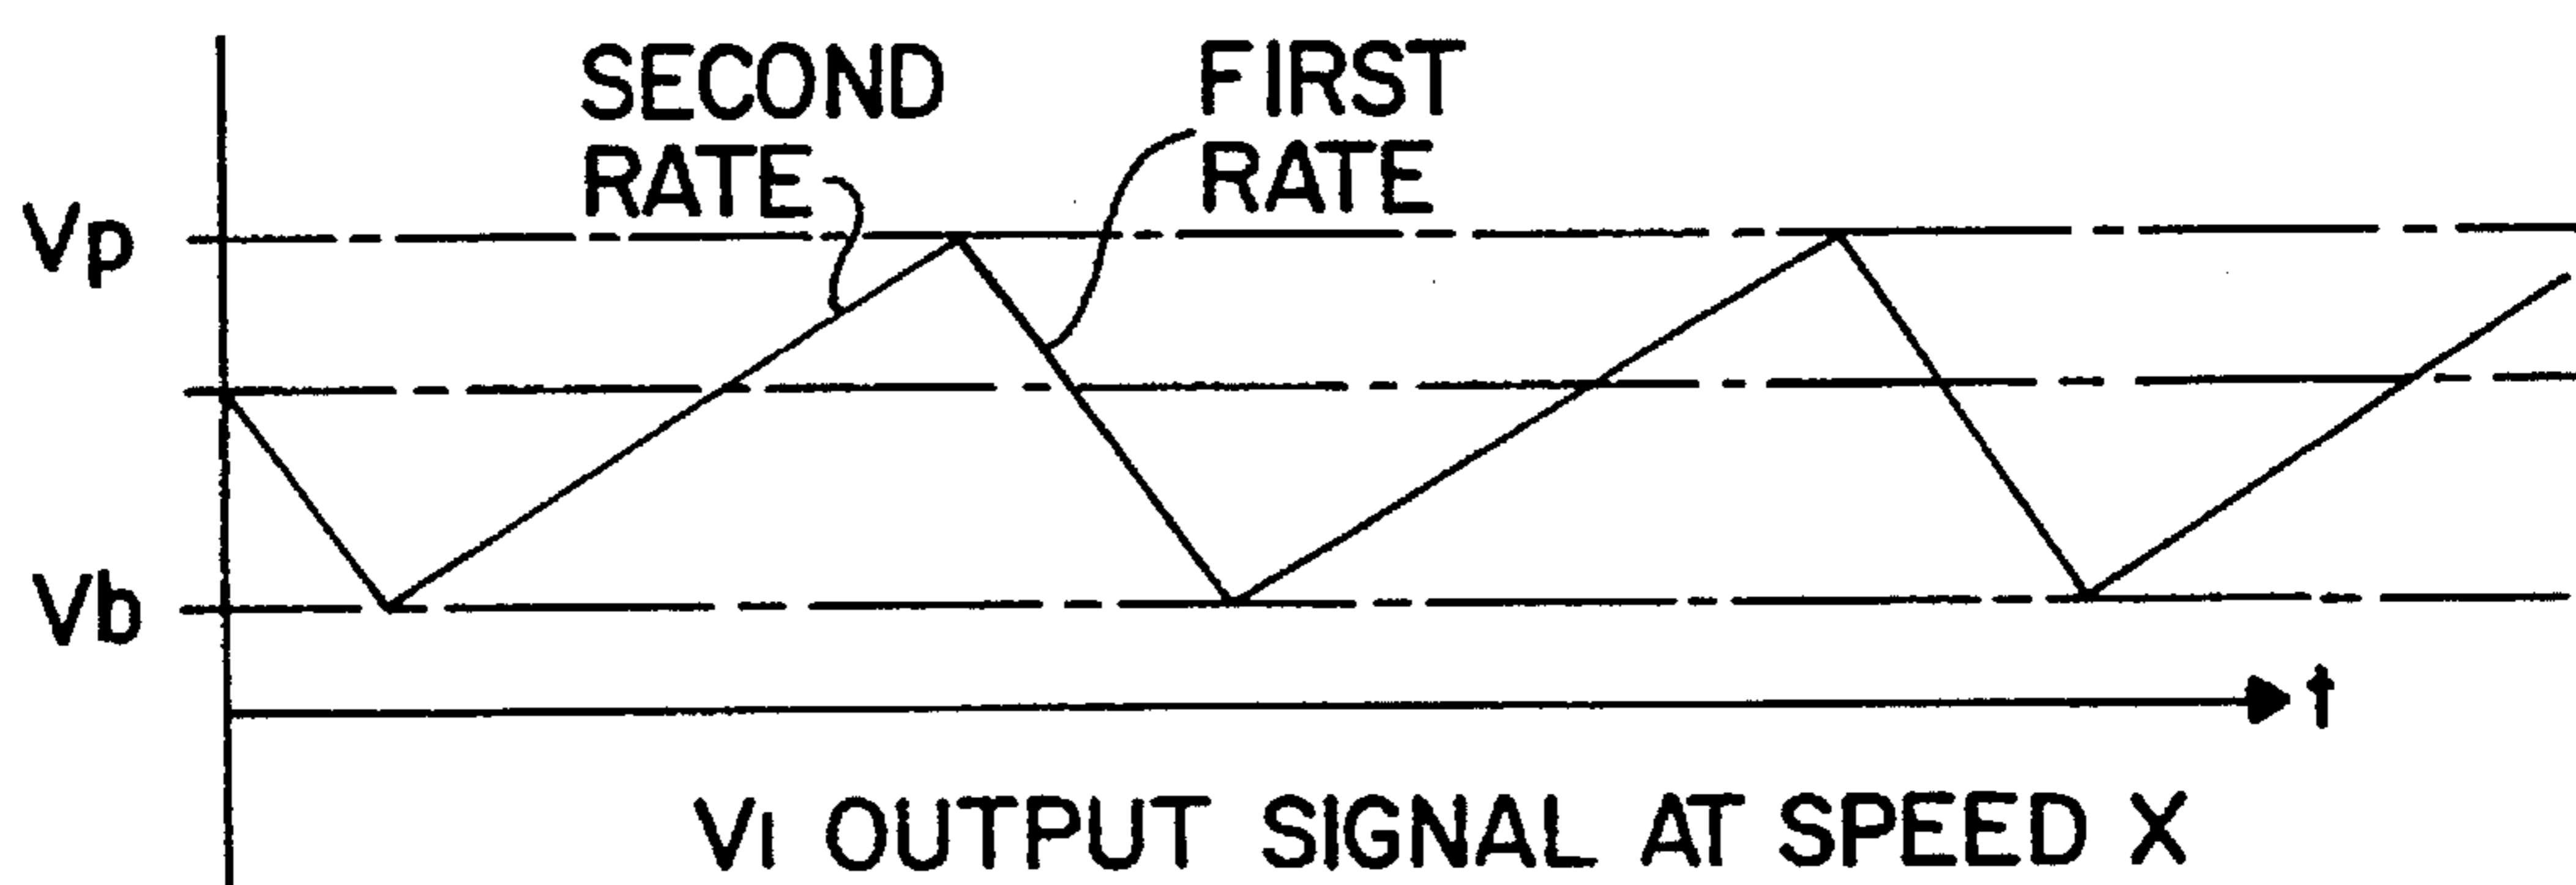 SECOND
RATE
FIRST
RATE
Vp
Vb
t
VI OUTPUT SIGNAL AT SPEED X